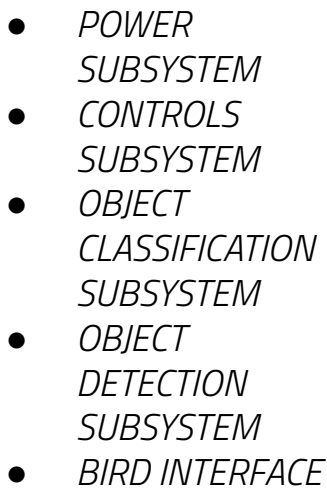 ● POWER
SUBSYSTEM
● CONTROLS
SUBSYSTEM
● OBJECT
CLASSIFICATION
SUBSYSTEM
● OBJECT
DETECTION
SUBSYSTEM
● BIRD INTERFACE